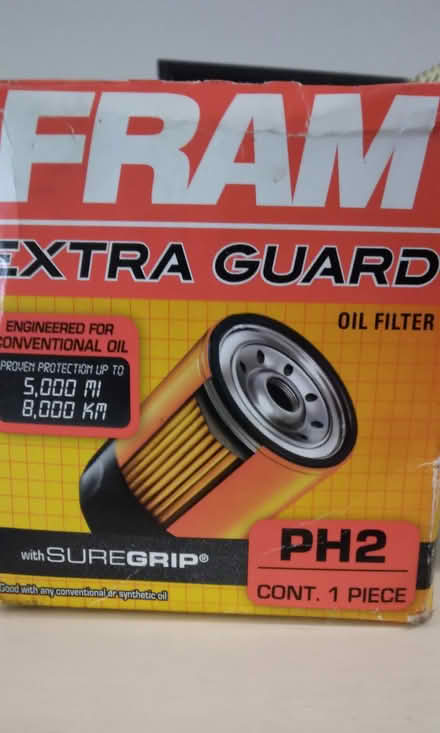 FRAM
EXTRA GUARD
OIL FILTER
ENGINEERED FOR
CONVENTIONAL OIL
PROVEN PROTECTION UP TO
5,000 MI
8,000 KM
with SUREGRIP®
PH2
CONT. 1 PIECE
Good with any conventional or synthetic oil